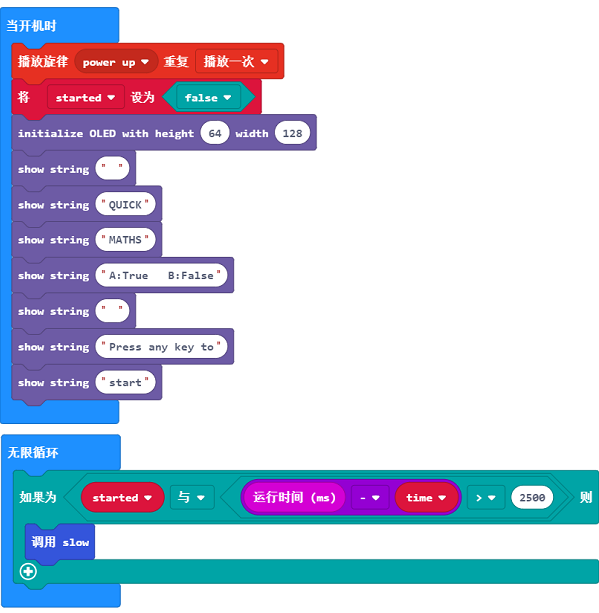 当开机时
播放旋律 power up 重复 播放一次
将 started 设为 false
initialize OLED with height 64 width 128
show string " "
show string "QUICK"
show string "MATHS"
show string "A:True B:False"
show string " "
show string "Press any key to"
show string "start"
无限循环
如果为 started 与 运行时间 (ms) - time > 2500 则
调用 slow